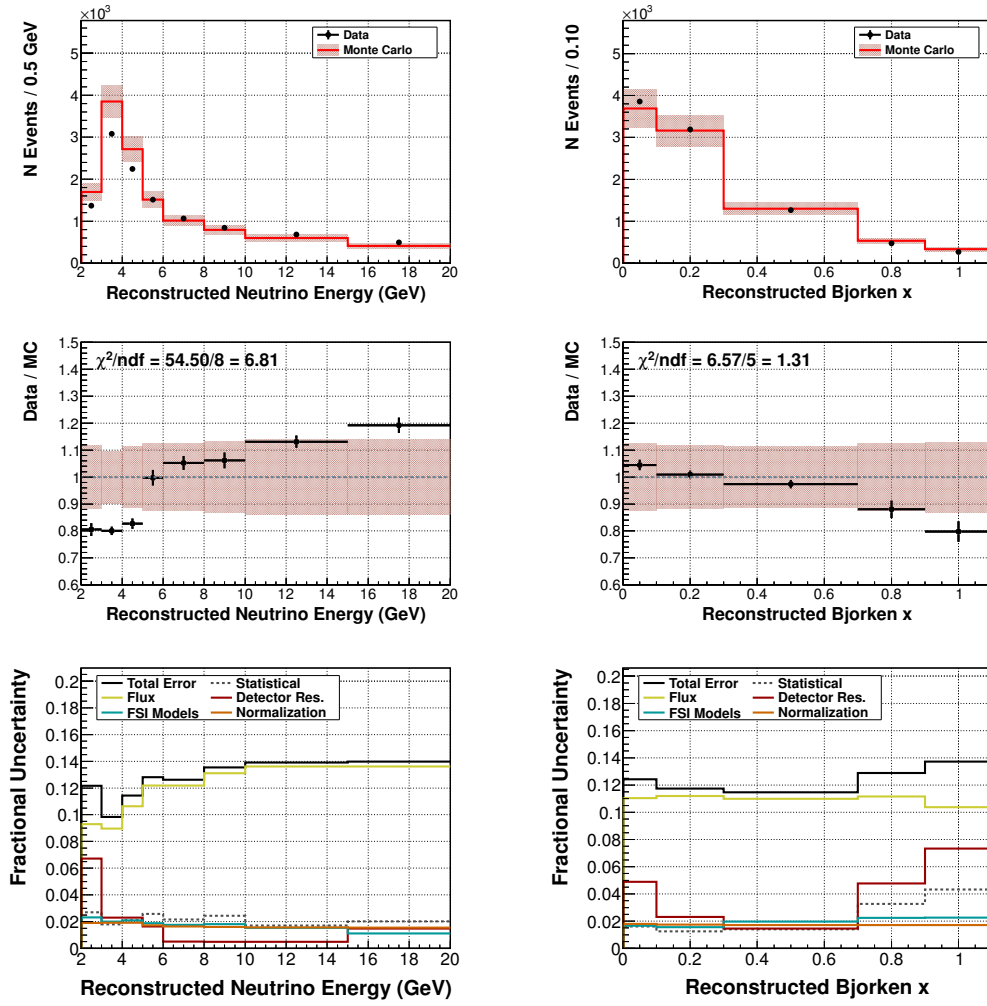 ×10³
N Events / 0.5 GeV
Data
Monte Carlo
5
4
3
2
1
0
2 4 6 8 10 12 14 16 18 20
Reconstructed Neutrino Energy (GeV)
×10³
N Events / 0.10
Data
Monte Carlo
5
4
3
2
1
0
0 0.2 0.4 0.6 0.8 1
Reconstructed Bjorken x
Data / MC
χ²/ndf = 54.50/8 = 6.81
1.5
1.4
1.3
1.2
1.1
1
0.9
0.8
0.7
0.6
2 4 6 8 10 12 14 16 18 20
Reconstructed Neutrino Energy (GeV)
Data / MC
χ²/ndf = 6.57/5 = 1.31
1.5
1.4
1.3
1.2
1.1
1
0.9
0.8
0.7
0.6
0 0.2 0.4 0.6 0.8 1
Reconstructed Bjorken x
Fractional Uncertainty
Total Error Statistical
Flux Detector Res.
FSI Models Normalization
0.2
0.18
0.16
0.14
0.12
0.1
0.08
0.06
0.04
0.02
0
2 4 6 8 10 12 14 16 18 20
Reconstructed Neutrino Energy (GeV)
Fractional Uncertainty
Total Error Statistical
Flux Detector Res.
FSI Models Normalization
0.2
0.18
0.16
0.14
0.12
0.1
0.08
0.06
0.04
0.02
0
0 0.2 0.4 0.6 0.8 1
Reconstructed Bjorken x